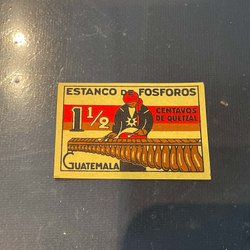 ESTANCO DE FOSFOROS
1 1/2
CENTAVOS
DE QUETZAL
GUATEMALA